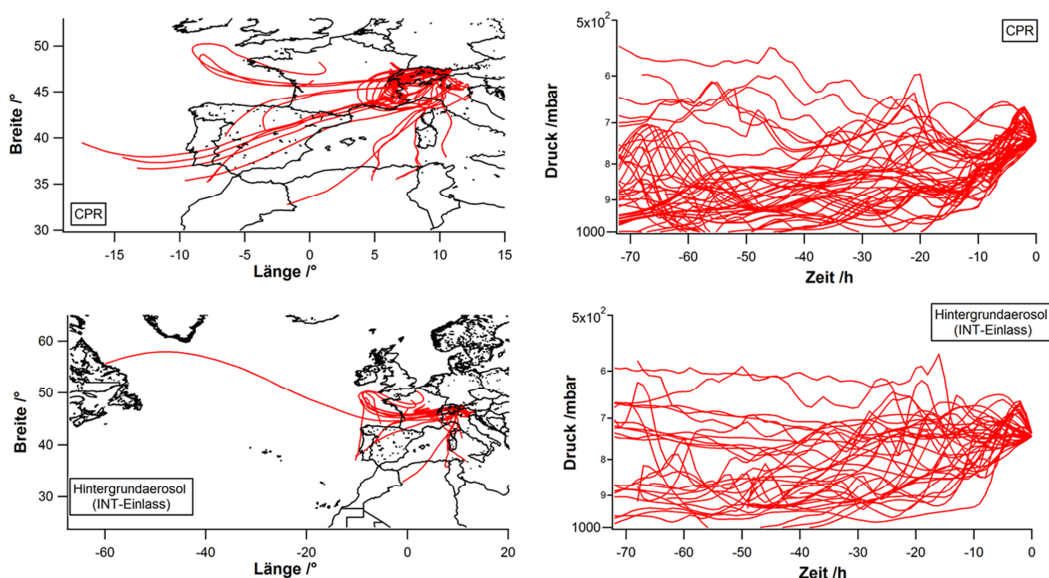 50
45
40
35
30
Breite /°
CPR
-15
-10
-5
0
5
10
15
Länge /°
5x10²
6
7
8
9
1000
Druck /mbar
CPR
-70
-60
-50
-40
-30
-20
-10
0
Zeit /h
60
50
40
30
Breite /°
Hintergrundaerosol
(INT-Einlass)
-60
-40
-20
0
20
Länge /°
Hintergrundaerosol
(INT-Einlass)
5x10²
6
7
8
9
1000
Druck /mbar
-70
-60
-50
-40
-30
-20
-10
0
Zeit /h